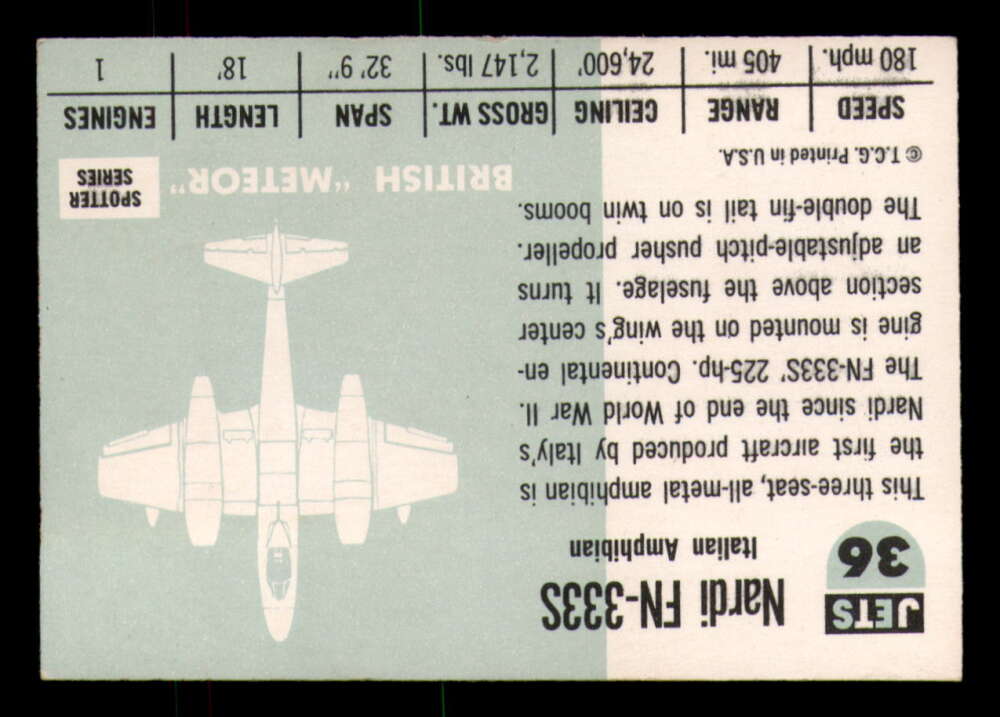 JETS
36
Nardi FN-333S
Italian Amphibian
This three-seat, all-metal amphibian is
the first aircraft produced by Italy's
Nardi since the end of World War II.
The FN-333S' 225-hp. Continental en-
gine is mounted on the wing's center
section above the fuselage. It turns
an adjustable-pitch pusher propeller.
The double-fin tail is on twin booms.
© T.C.G. Printed in U.S.A.
BRITISH "METEOR"
SPOTTER
SERIES
SPEED RANGE CEILING GROSS WT. SPAN LENGTH ENGINES
180 mph. 405 mi. 24,600' 2,147 lbs. 32' 9" 18' 1